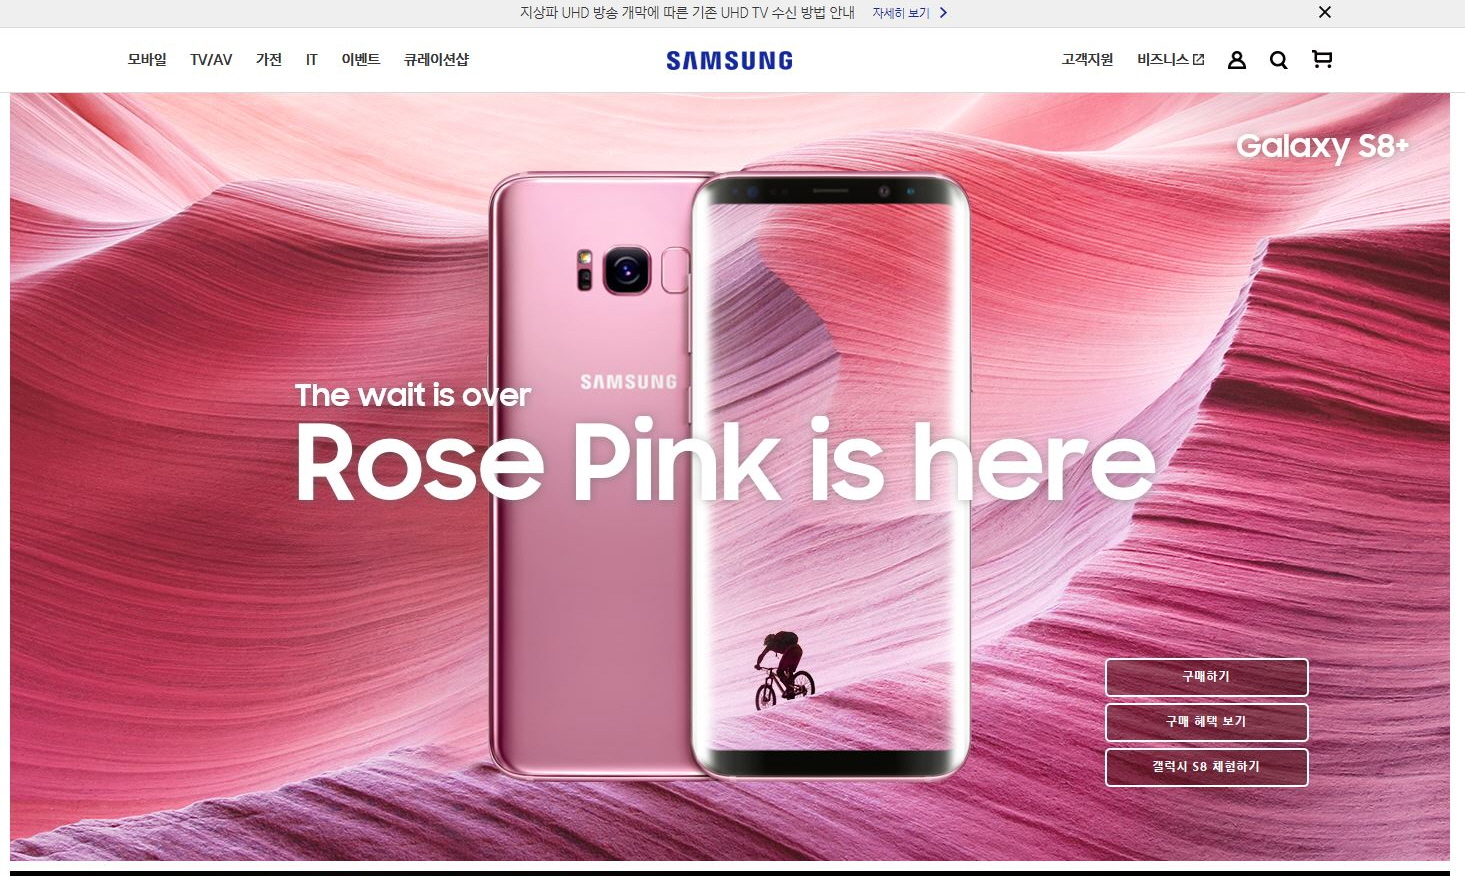 지상파 UHD 방송 개막에 따른 기존 UHD TV 수신 방법 안내 자세히 보기
모바일 TV/AV 가전 IT 이벤트 큐레이션샵 SAMSUNG 고객지원 비즈니스
Galaxy S8+
SAMSUNG
The wait is over
Rose Pink is here
구매하기
구매 혜택 보기
갤럭시 S8 체험하기